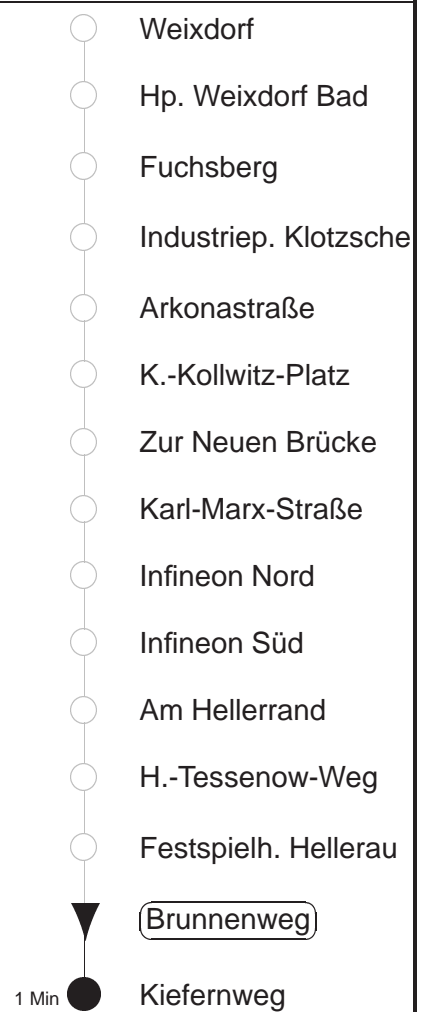 Weixdorf
Hp. Weixdorf Bad
Fuchsberg
Industriep. Klotzsche
Arkonastraße
K.-Kollwitz-Platz
Zur Neuen Brücke
Karl-Marx-Straße
Infineon Nord
Infineon Süd
Am Hellerrand
H.-Tessenow-Weg
Festspielh. Hellerau
Brunnenweg
1 Min Kiefernweg